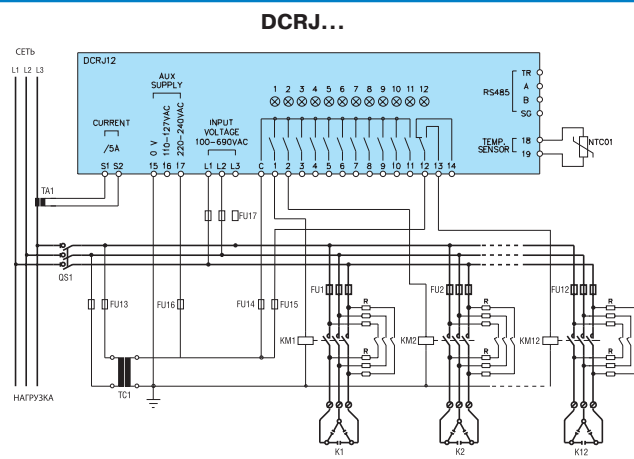 DCRJ...
СЕТЬ
L1 L2 L3
DCRJ12
AUX
SUPPLY
110-127VAC
220-240VAC
0 V
CURRENT
/5A
INPUT
VOLTAGE
100-690VAC
1 2 3 4 5 6 7 8 9 10 11 12
RS485
TR
A
B
SG
TEMP.
SENSOR
18
19
NTC01
S1 S2 15 16 17 L1 L2 L3 C 1 2 3 4 5 6 7 8 9 10 11 12 13 14
TA1
FU17
QS1
FU13 FU16 FU14 FU15
FU1 R
FU2 R
FU12 R
KM1 KM2 KM12
R R R
TC1
НАГРУЗКА
K1 K2 K12